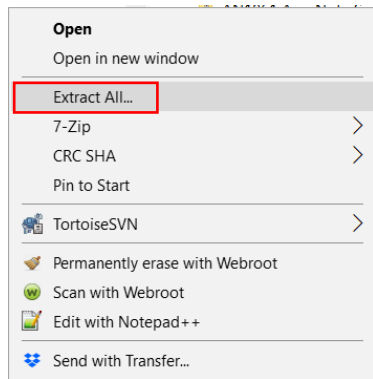 Open
Open in new window
Extract All...
7-Zip
CRC SHA
Pin to Start
TortoiseSVN
Permanently erase with Webroot
Scan with Webroot
Edit with Notepad++
Send with Transfer...